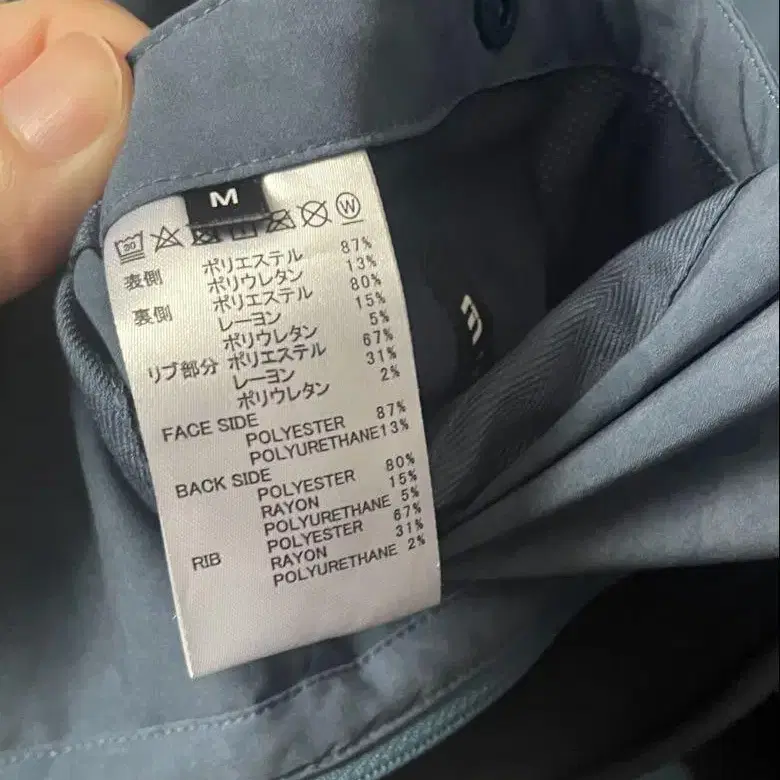 M
30 W
表側 ポリエステル 87%
ポリウレタン 13%
裏側 ポリエステル 80%
レーヨン 15%
ポリウレタン 5%
リブ部分 ポリエステル 67%
レーヨン 31%
ポリウレタン 2%
FACE SIDE
POLYESTER 87%
POLYURETHANE 13%
BACK SIDE
POLYESTER 80%
RAYON 15%
POLYURETHANE 5%
RIB POLYESTER 67%
RAYON 31%
POLYURETHANE 2%